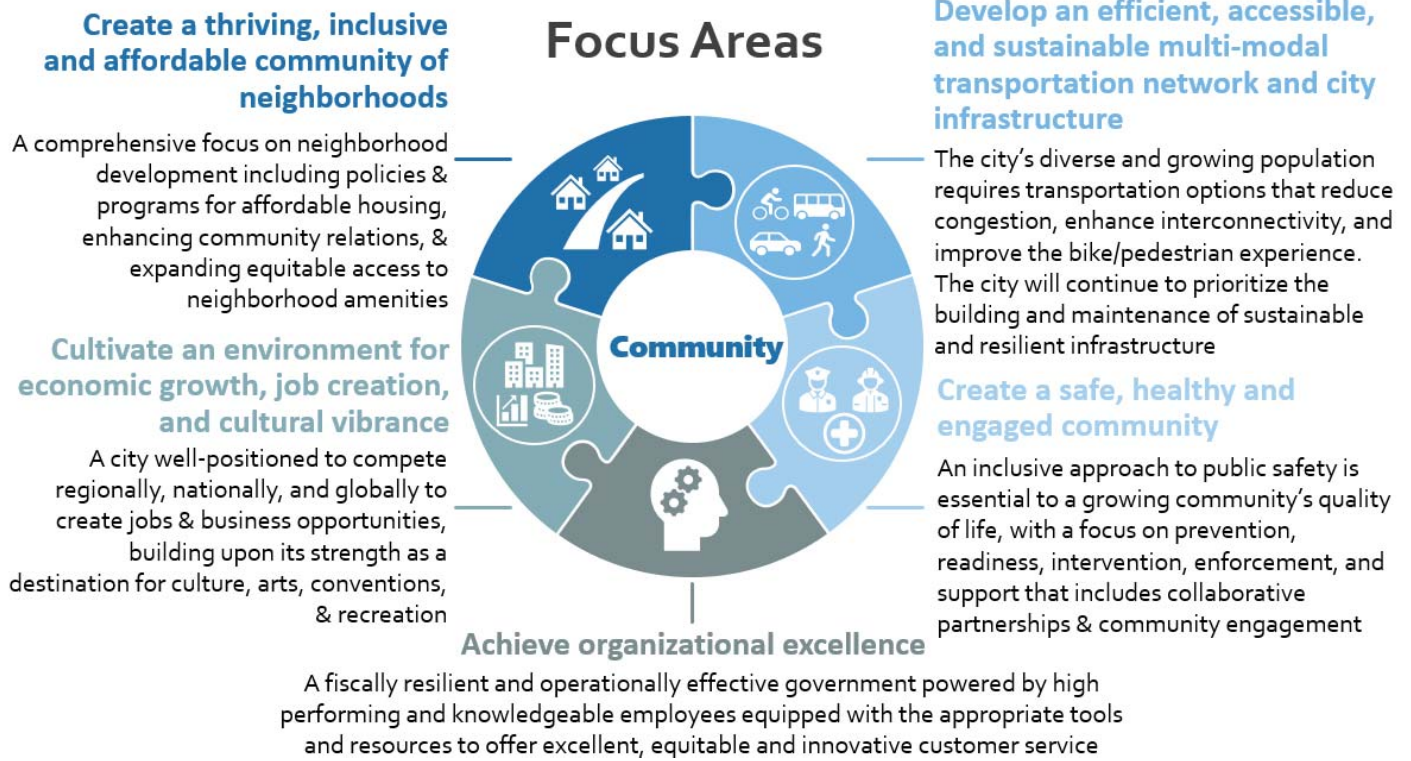 Focus Areas
Create a thriving, inclusive
and affordable community of
neighborhoods
A comprehensive focus on neighborhood
development including policies &
programs for affordable housing,
enhancing community relations, &
expanding equitable access to
neighborhood amenities
Develop an efficient, accessible,
and sustainable multi-modal
transportation network and city
infrastructure
The city's diverse and growing population
requires transportation options that reduce
congestion, enhance interconnectivity, and
improve the bike/pedestrian experience.
The city will continue to prioritize the
building and maintenance of sustainable
and resilient infrastructure
Community
Cultivate an environment for
economic growth, job creation,
and cultural vibrance
A city well-positioned to compete
regionally, nationally, and globally to
create jobs & business opportunities,
building upon its strength as a
destination for culture, arts, conventions,
& recreation
Create a safe, healthy and
engaged community
An inclusive approach to public safety is
essential to a growing community's quality
of life, with a focus on prevention,
readiness, intervention, enforcement, and
support that includes collaborative
partnerships & community engagement
Achieve organizational excellence
A fiscally resilient and operationally effective government powered by high
performing and knowledgeable employees equipped with the appropriate tools
and resources to offer excellent, equitable and innovative customer service